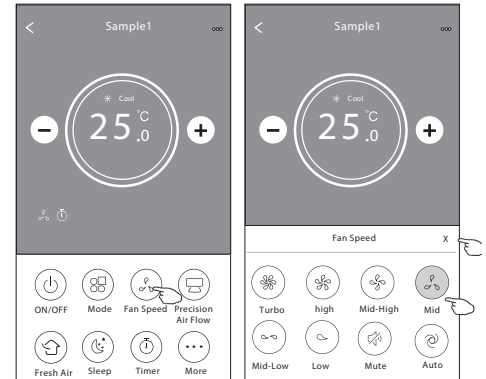 Sample1
Cool
25.0 °C
ON/OFF
Mode
Fan Speed
Precision
Air Flow
Fresh Air
Sleep
Timer
More
Sample1
Cool
25.0 °C
Fan Speed X
Turbo
high
Mid-High
Mid
Mid-Low
Low
Mute
Auto